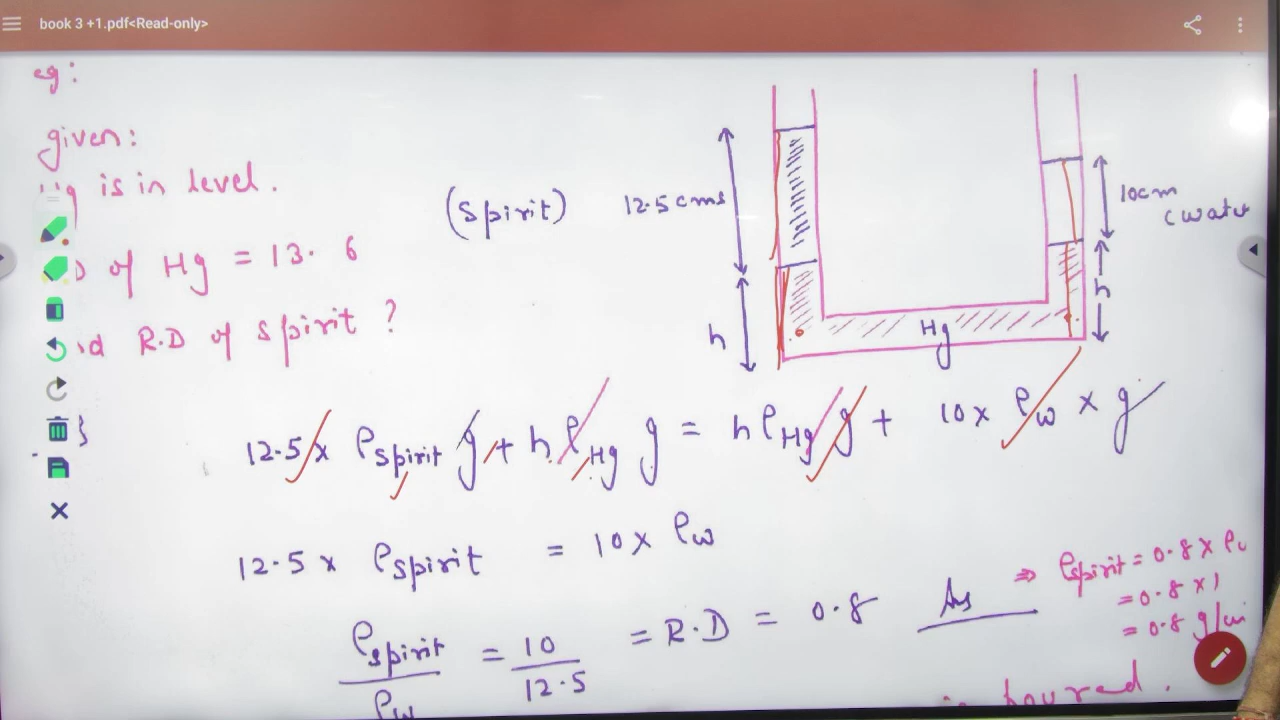 book 3 +1.pdf<Read-only>
eg:
given:
is in level.
of Hg = 13.6
R.D of spirit ?
(Spirit)
12.5 cms
10cm
(water
h
h
Hg
}
12.5 x ρspirit g + h ρHg g = h ρHg g + 10 x ρw x g
12.5 x ρspirit = 10 x ρw
ρspirit / ρw = 10 / 12.5 = R.D = 0.8 Ans
⇒ ρspirit = 0.8 x
= 0.8 x 1
= 0.8
poured.